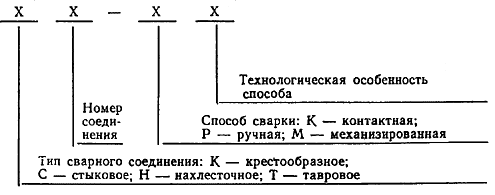 X X — X X
Технологическая особенность
способа
Номер
соеди-
нения
Способ сварки: К — контактная;
Р — ручная; М — механизированная
Тип сварного соединения: К — крестообразное;
С — стыковое; Н — нахлесточное; Т — тавровое